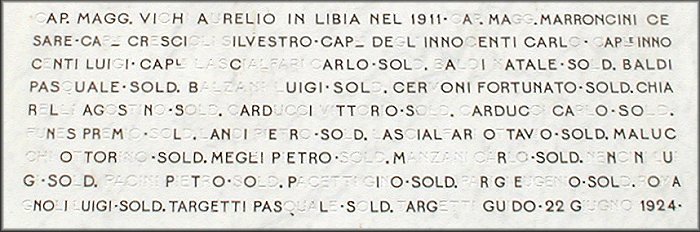 CAP. MAGG. VICHI AURELIO IN LIBIA NEL 1911·CAP. MAGG. MARRONCINI CE
SARE·CAPLE CRESCIOLI SILVESTRO·CAPLE DEGL'INNOCENTI CARLO·CAPLE INNO
CENTI LUIGI·CAPLE LASCIALFARI CARLO·SOLD. BALDI NATALE·SOLD. BALDI
PASQUALE·SOLD. BALZANI LUIGI·SOLD. CERVONI FORTUNATO·SOLD. CHIA
RELLI AGOSTINO·SOLD. CARDUCCI VITTORIO·SOLD. CARDUCCI CARLO·SOLD.
FUNES PREMIO·SOLD. LANCI PIETRO·SOLD. LASCIALFARI OTTAVO·SOLD. MALUC
CHI OTTORINO·SOLD. MEGLI PIETRO·SOLD. MANZANI CARLO·SOLD. NENCINI LUI
GI·SOLD. PACINI PIETRO·SOLD. PACETTI GINO·SOLD. EUGENIO·SOLD. ROMA
GNOLI LUIGI·SOLD. TARGETTI PASQUALE·SOLD. TARGETTI GUIDO·22 GIUGNO 1924·